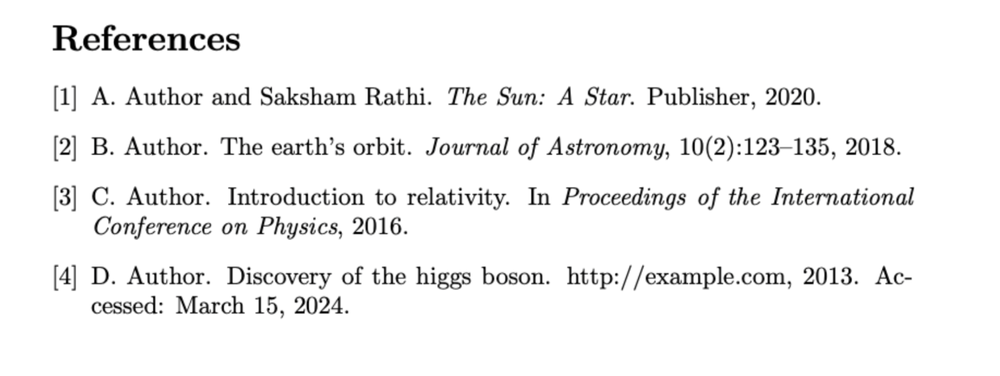 References
[1] A. Author and Saksham Rathi. The Sun: A Star. Publisher, 2020.
[2] B. Author. The earth’s orbit. Journal of Astronomy, 10(2):123–135, 2018.
[3] C. Author. Introduction to relativity. In Proceedings of the International
Conference on Physics, 2016.
[4] D. Author. Discovery of the higgs boson. http://example.com, 2013. Ac-
cessed: March 15, 2024.